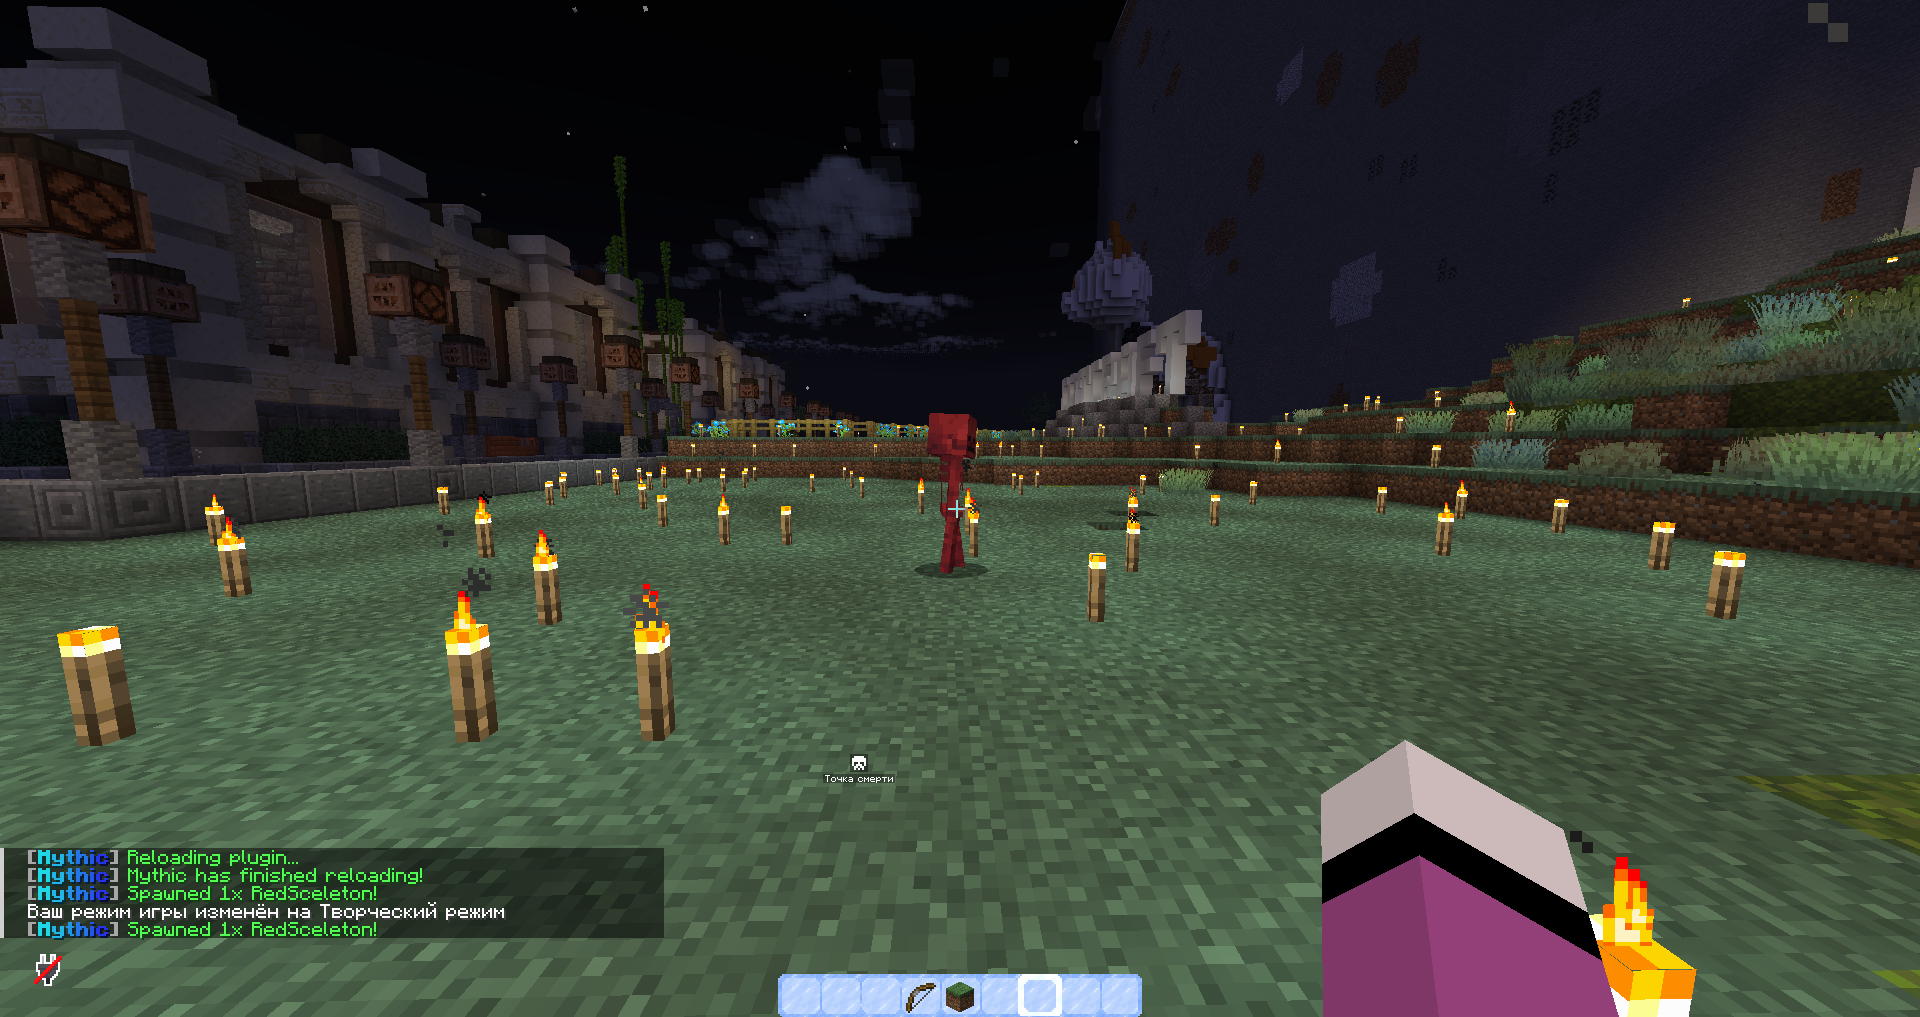 Точка смерти
[Mythic] Reloading plugin...
[Mythic] Mythic has finished reloading!
[Mythic] Spawned 1x RedSceleton!
Ваш режим игры изменён на Творческий режим
[Mythic] Spawned 1x RedSceleton!